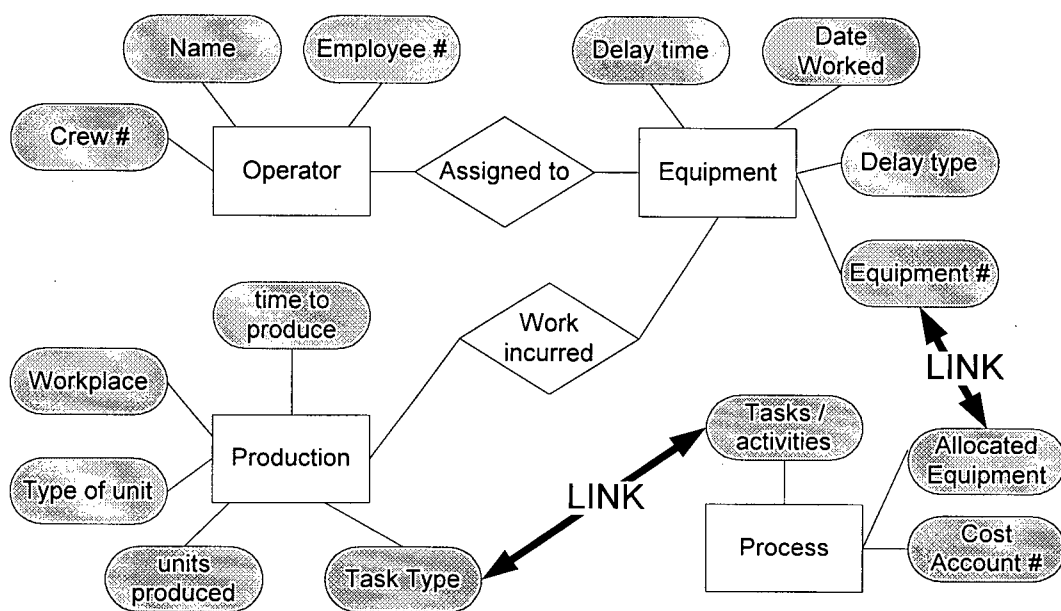 Name
Employee #
Delay time
Date
Worked
Crew #
Operator
Assigned to
Equipment
Delay type
Equipment #
time to
produce
Work
incurred
LINK
Workplace
Tasks /
activities
Production
Allocated
Equipment
Type of unit
LINK
Process
Cost
Account #
units
produced
Task Type